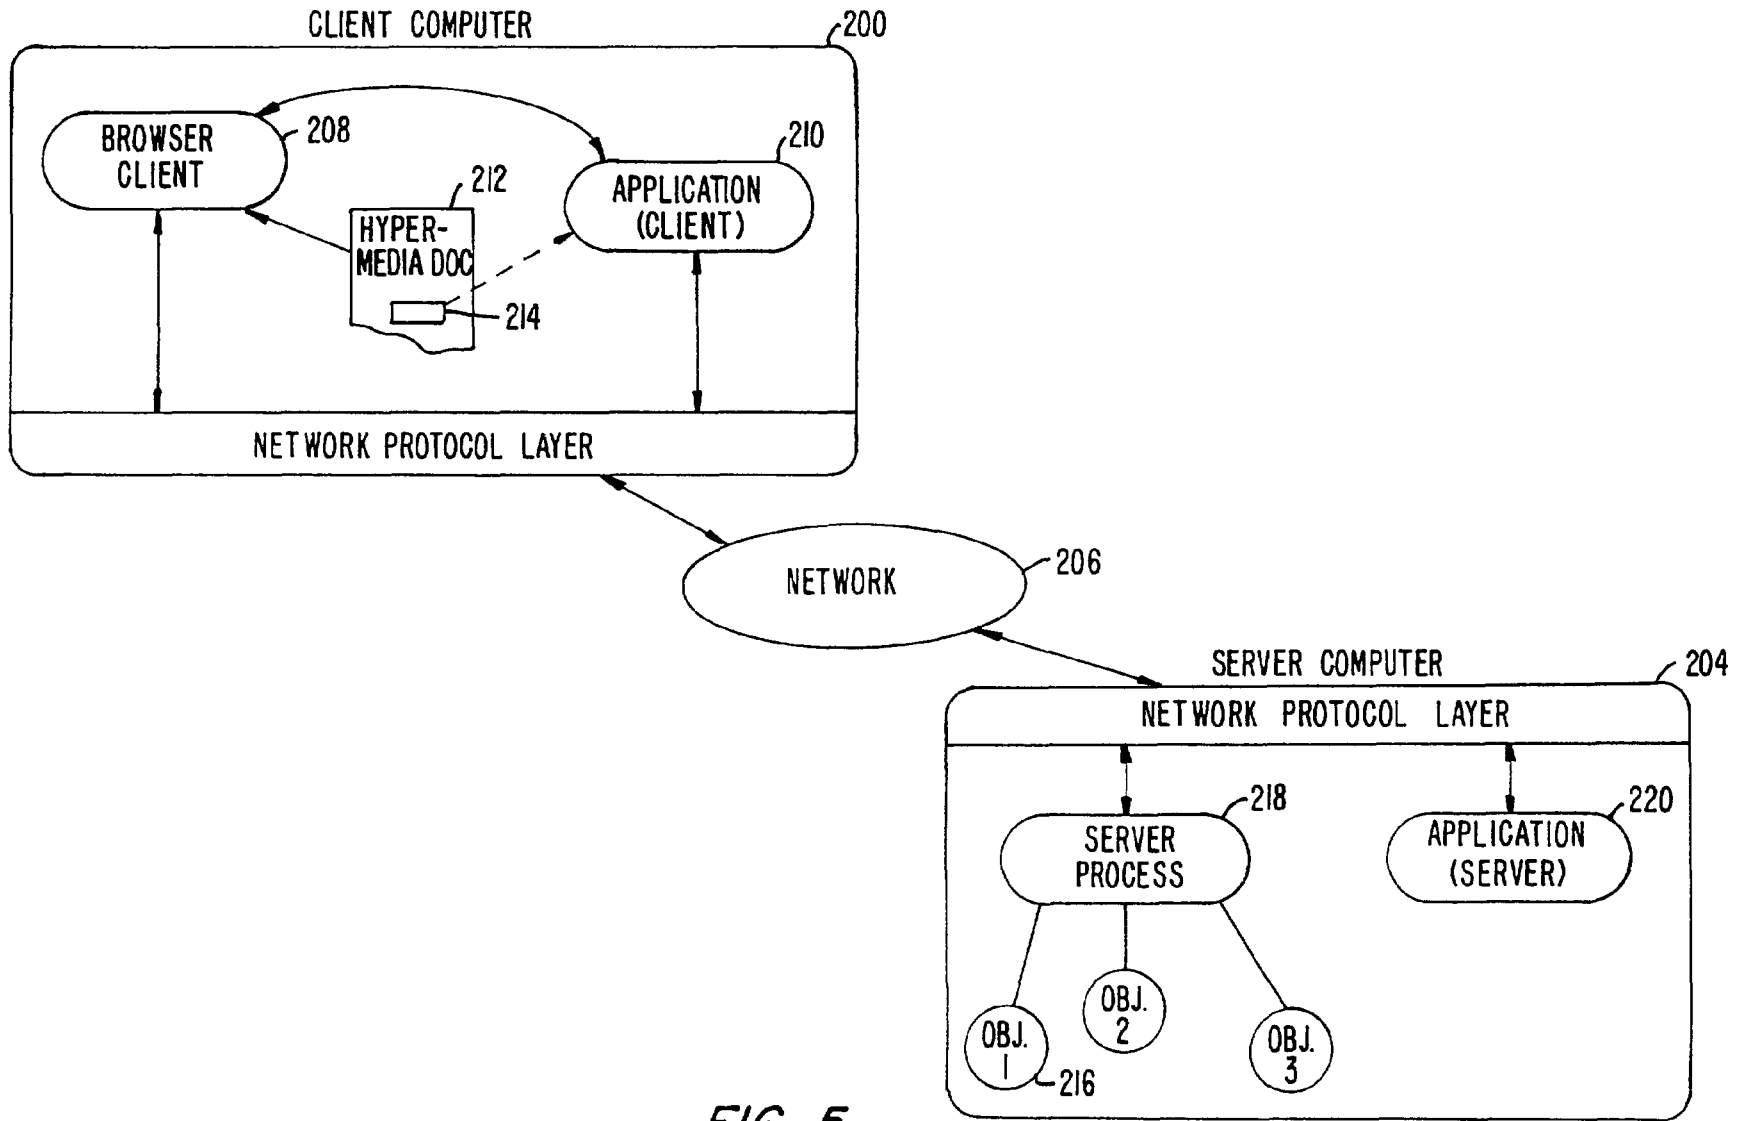 CLIENT COMPUTER
200
BROWSER
CLIENT
208
210
APPLICATION
(CLIENT)
212
HYPER-
MEDIA DOC
214
NETWORK PROTOCOL LAYER
NETWORK
206
SERVER COMPUTER
204
NETWORK PROTOCOL LAYER
218
SERVER
PROCESS
220
APPLICATION
(SERVER)
OBJ.
1
216
OBJ.
2
OBJ.
3
FIG. 5